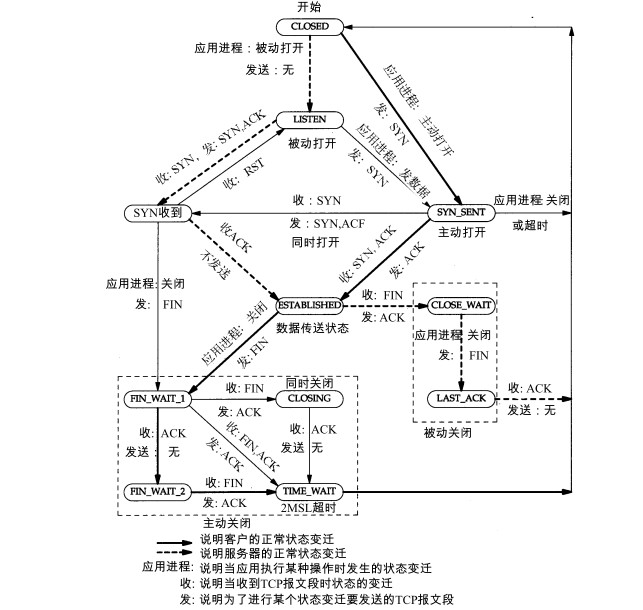 开始
CLOSED
应用进程：被动打开
发送：无
应用进程：主动打开
发：SYN
LISTEN
被动打开
收: SYN，发: SYN,ACK
收：RST
应用进程：发数据
发：SYN
SYN收到
收：SYN
发：SYN,ACF
同时打开
SYN_SENT
主动打开
应用进程:关闭
或超时
收ACK
不发送
收: SYN, ACK
发: ACK
应用进程:关闭
发: FIN
ESTABLISHED
数据传送状态
收: FIN
发: ACK
CLOSE_WAIT
应用进程:关闭
发: FIN
LAST_ACK
收: ACK
发送：无
被动关闭
应用进程：关闭
发: FIN
FIN_WAIT_1
收: FIN
发: ACK
同时关闭
CLOSING
收: ACK
发送：无
收: FIN,ACK
发: ACK
收: ACK
发送：无
FIN_WAIT_2
收: FIN
发: ACK
TIME_WAIT
2MSL超时
主动关闭
说明客户的正常状态变迁
说明服务器的正常状态变迁
应用进程: 说明当应用执行某种操作时发生的状态变迁
收: 说明当收到TCP报文段时状态的变迁
发: 说明为了进行某个状态变迁要发送的TCP报文段